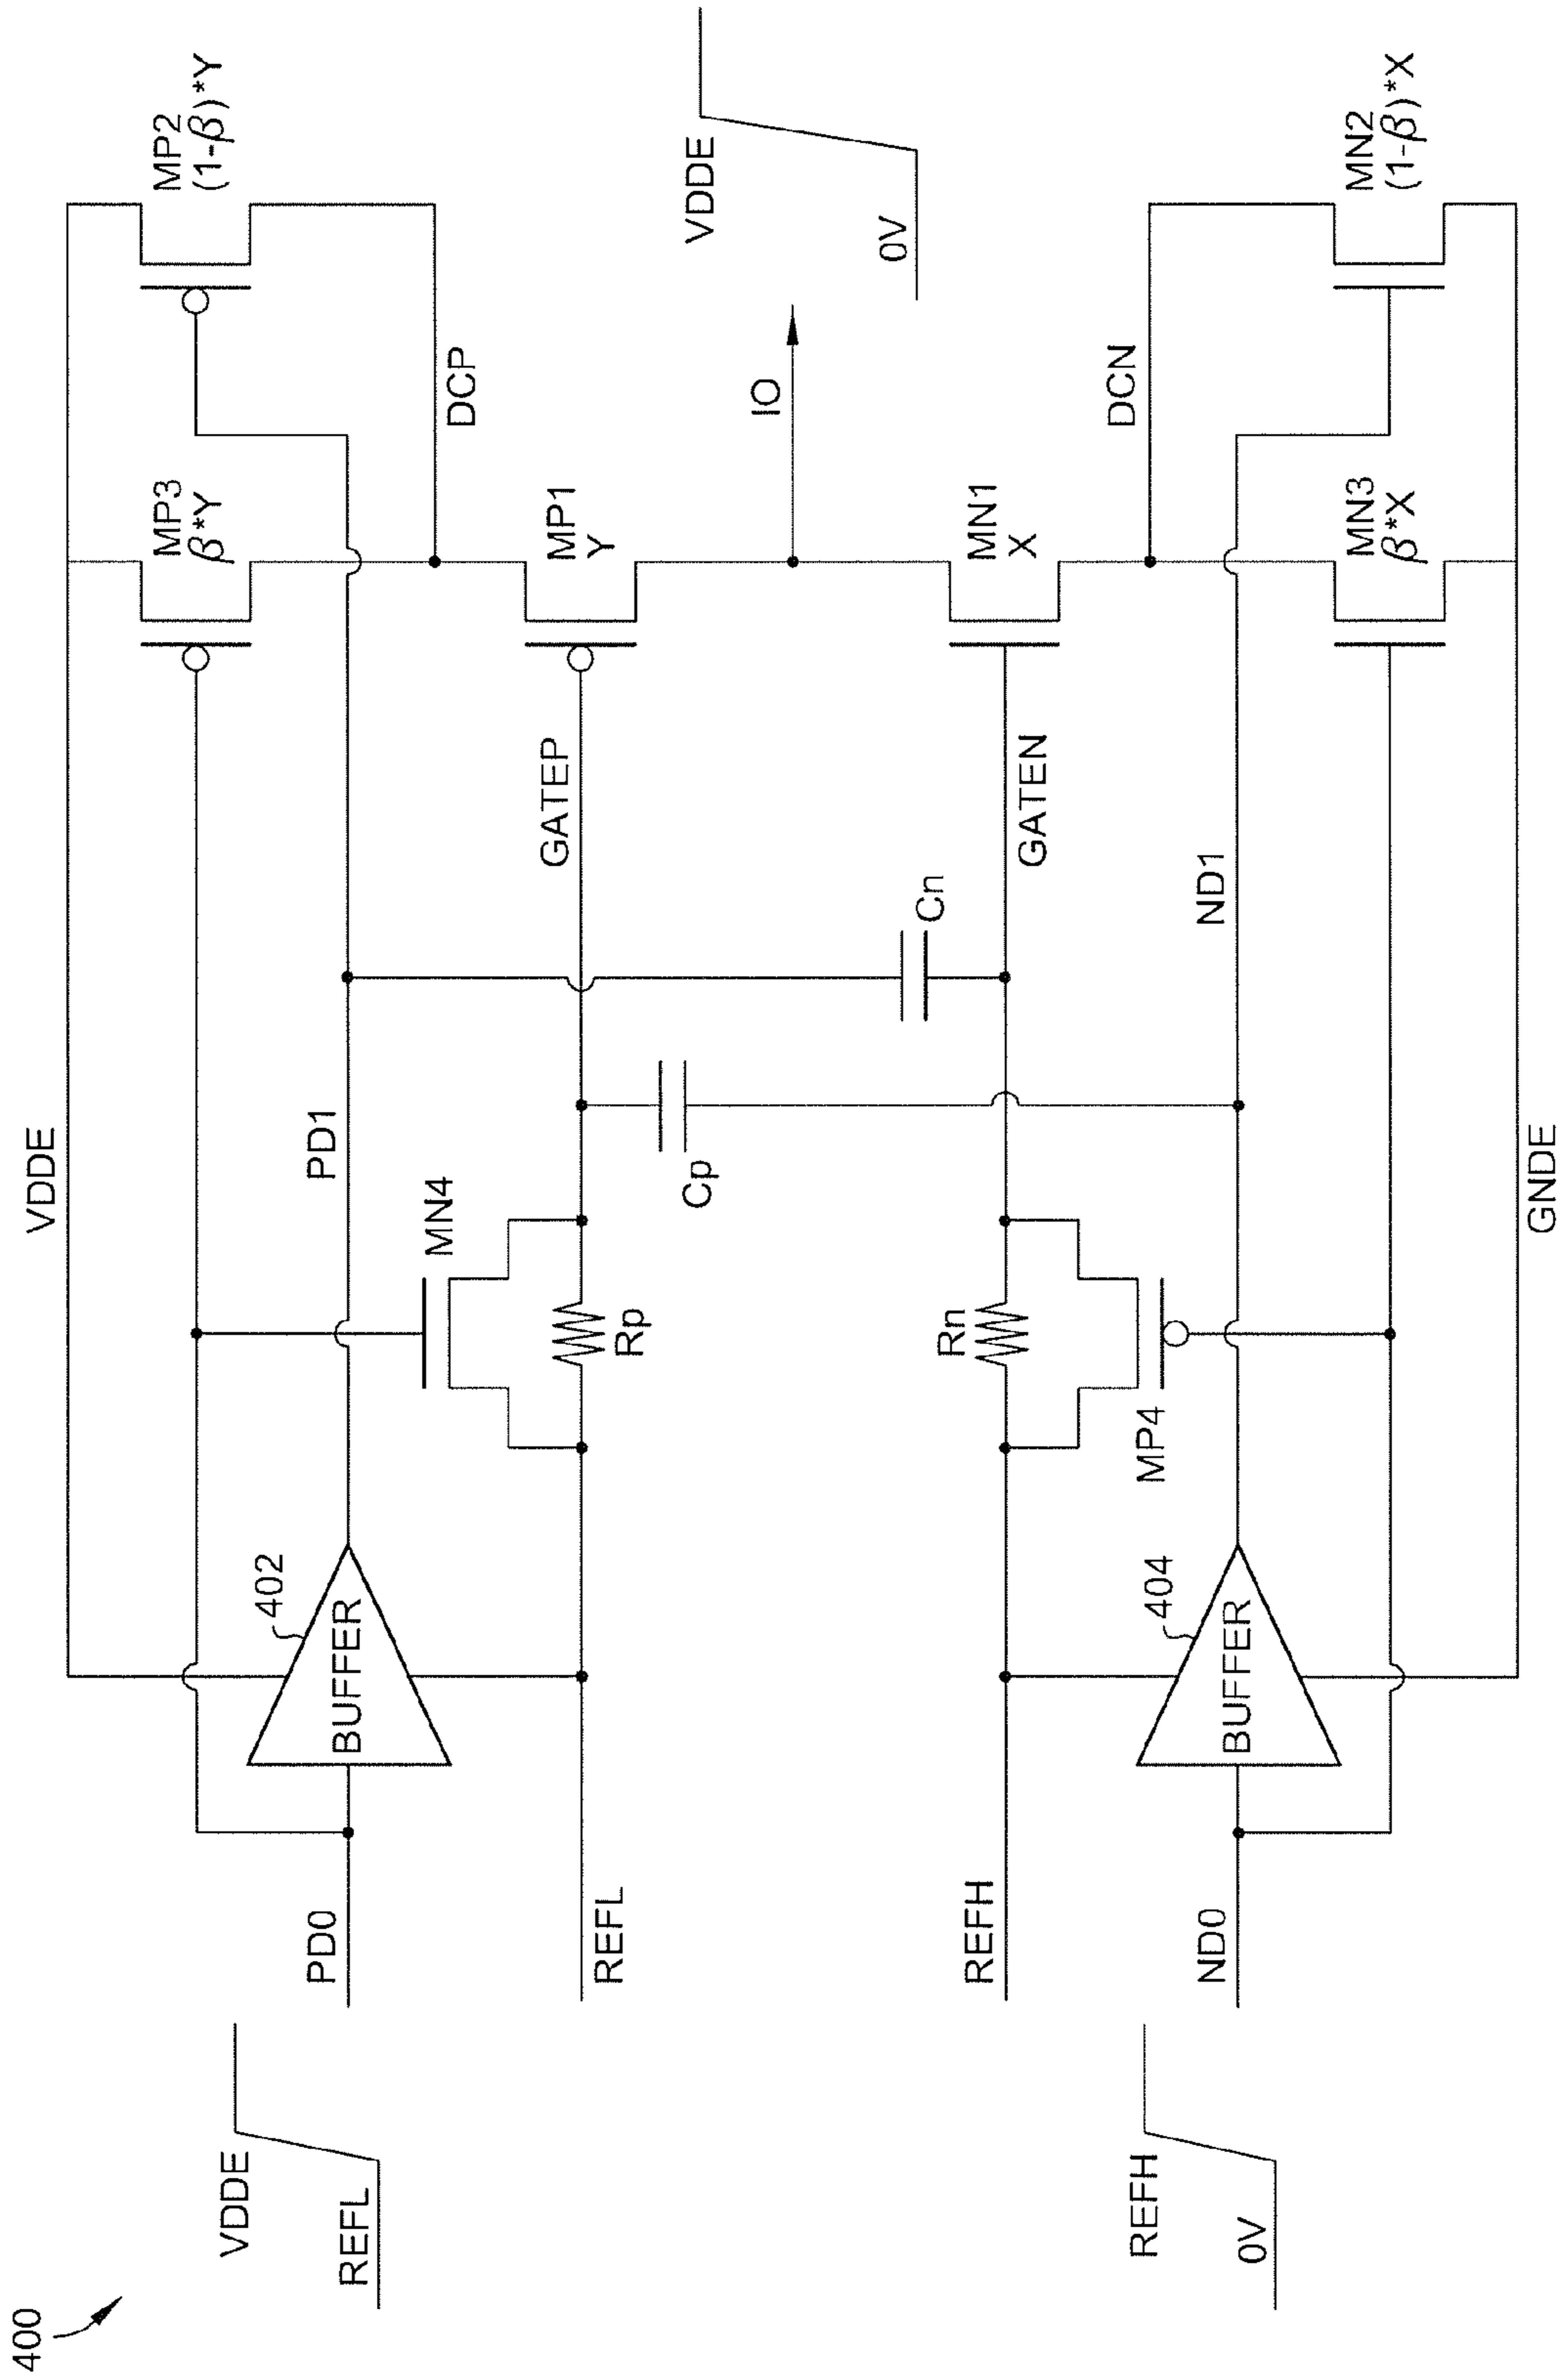 400
VDDE
REFL
REFH
0V
PD0
REFL
REFH
ND0
BUFFER
402
BUFFER
404
VDDE
PD1
MN4
Rp
Cp
Rn
MP4
Cn
ND1
GNDE
GATEP
GATEN
MP3
β*Y
MP1
Y
MN1
X
MN3
β*X
DCP
IO
DCN
MP2
(1-β)*Y
VDDE
0V
MN2
(1-β)*X